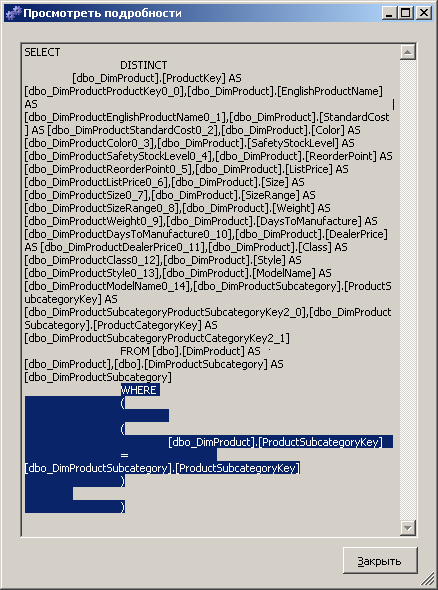 Просмотреть подробности
SELECT
DISTINCT
[dbo_DimProduct].[ProductKey] AS
[dbo_DimProductProductKey0_0],[dbo_DimProduct].[EnglishProductName]
AS
[dbo_DimProductEnglishProductName0_1],[dbo_DimProduct].[StandardCost
] AS [dbo_DimProductStandardCost0_2],[dbo_DimProduct].[Color] AS
[dbo_DimProductColor0_3],[dbo_DimProduct].[SafetyStockLevel] AS
[dbo_DimProductSafetyStockLevel0_4],[dbo_DimProduct].[ReorderPoint] AS
[dbo_DimProductReorderPoint0_5],[dbo_DimProduct].[ListPrice] AS
[dbo_DimProductListPrice0_6],[dbo_DimProduct].[Size] AS
[dbo_DimProductSize0_7],[dbo_DimProduct].[SizeRange] AS
[dbo_DimProductSizeRange0_8],[dbo_DimProduct].[Weight] AS
[dbo_DimProductWeight0_9],[dbo_DimProduct].[DaysToManufacture] AS
[dbo_DimProductDaysToManufacture0_10],[dbo_DimProduct].[DealerPrice]
AS [dbo_DimProductDealerPrice0_11],[dbo_DimProduct].[Class] AS
[dbo_DimProductClass0_12],[dbo_DimProduct].[Style] AS
[dbo_DimProductStyle0_13],[dbo_DimProduct].[ModelName] AS
[dbo_DimProductModelName0_14],[dbo_DimProductSubcategory].[ProductS
ubcategoryKey] AS
[dbo_DimProductSubcategoryProductSubcategoryKey2_0],[dbo_DimProduct
Subcategory].[ProductCategoryKey] AS
[dbo_DimProductSubcategoryProductCategoryKey2_1]
FROM [dbo].[DimProduct] AS
[dbo_DimProduct],[dbo].[DimProductSubcategory] AS
[dbo_DimProductSubcategory]
WHERE
(
(
[dbo_DimProduct].[ProductSubcategoryKey]
=
[dbo_DimProductSubcategory].[ProductSubcategoryKey]
)
)
Закрыть